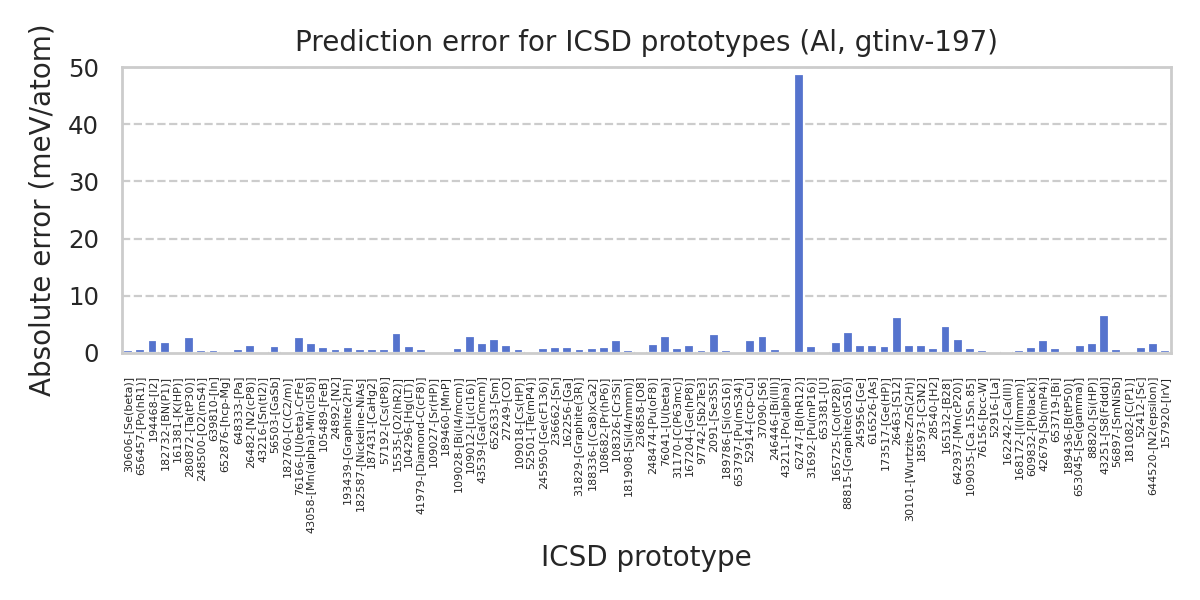 Prediction error for ICSD prototypes (Al, gtinv-197)
Absolute error (meV/atom)
50
40
30
20
10
0
30606-[Se(beta)]
656457-[Po(hR1)]
194468-[I2]
182732-[BN(P1)]
16381-[K(HP)]
280872-[Ta(tP30)]
248500-[O2(mS4)]
639810-[In]
652876-[hcp-Mg]
64833-[Pa]
26482-[N2(cP8)]
43216-[Sn(tI2)]
56503-[GaSb]
182760-[C(C2/m)]
76166-[U(beta)-CrFe]
43058-[Mn(alpha)-Mn(cI58)]
105489-[FeB]
24892-[N2]
193439-[Graphite(2H)]
182587-[Nickeline-NiAs]
187431-[CaHg2]
57192-[Cs(tP8)]
15535-[O2(hR2)]
104296-[Hg(LT)]
41979-[Diamond-C(cF8)]
109027-[Sr(HP)]
189460-[MnP]
109028-[Bi(I4/mcm)]
109012-[Li(cI16)]
43539-[Ga(Cmcm)]
652633-[Sm]
27249-[CO]
109018-[Cs(HP)]
52501-[Te(mP4)]
245950-[Ge(cF136)]
236662-[Sn]
162256-[Ga]
31829-[Graphite(3R)]
188336-[(Ca8)xCa2]
108682-[Pr(hP6)]
108326-[Cr3Si]
181908-[Si(I4/mmm)]
236858-[O8]
248474-[Pu(oF8)]
76041-[U(beta)]
31170-[C(P63mc)]
167204-[Ge(hP8)]
97742-[Sb2Te3]
2091-[Se3S5]
189786-[Si(oS16)]
653797-[Pu(mS34)]
52914-[ccp-Cu]
37090-[S6]
246446-[Bi(III)]
43211-[Po(alpha)]
62747-[B(hR12)]
31692-[Pu(mP16)]
653381-[U]
165725-[Co(tP28)]
88815-[Graphite(oS16)]
245956-[Ge]
616526-[As]
173517-[Ge(HP)]
26463-[S12]
30101-[Wurtzite-ZnS(2H)]
185973-[C3N2]
28540-[H2]
165132-[B28]
642937-[Mn(cP20)]
109035-[Ca.15Sn.85]
76156-[bcc-W]
52916-[La]
162242-[Ca(III)]
168172-[I(Immm)]
609832-[P(black)]
42679-[Sb(mP4)]
653719-[Bi]
189436-[B(tP50)]
653045-[Se(gamma)]
88820-[Si(HP)]
43251-[S8(Fddd)]
56897-[SmNiSb]
181082-[C(P1)]
52412-[Sc]
644520-[N2(epsilon)]
157920-[IrV]
ICSD prototype